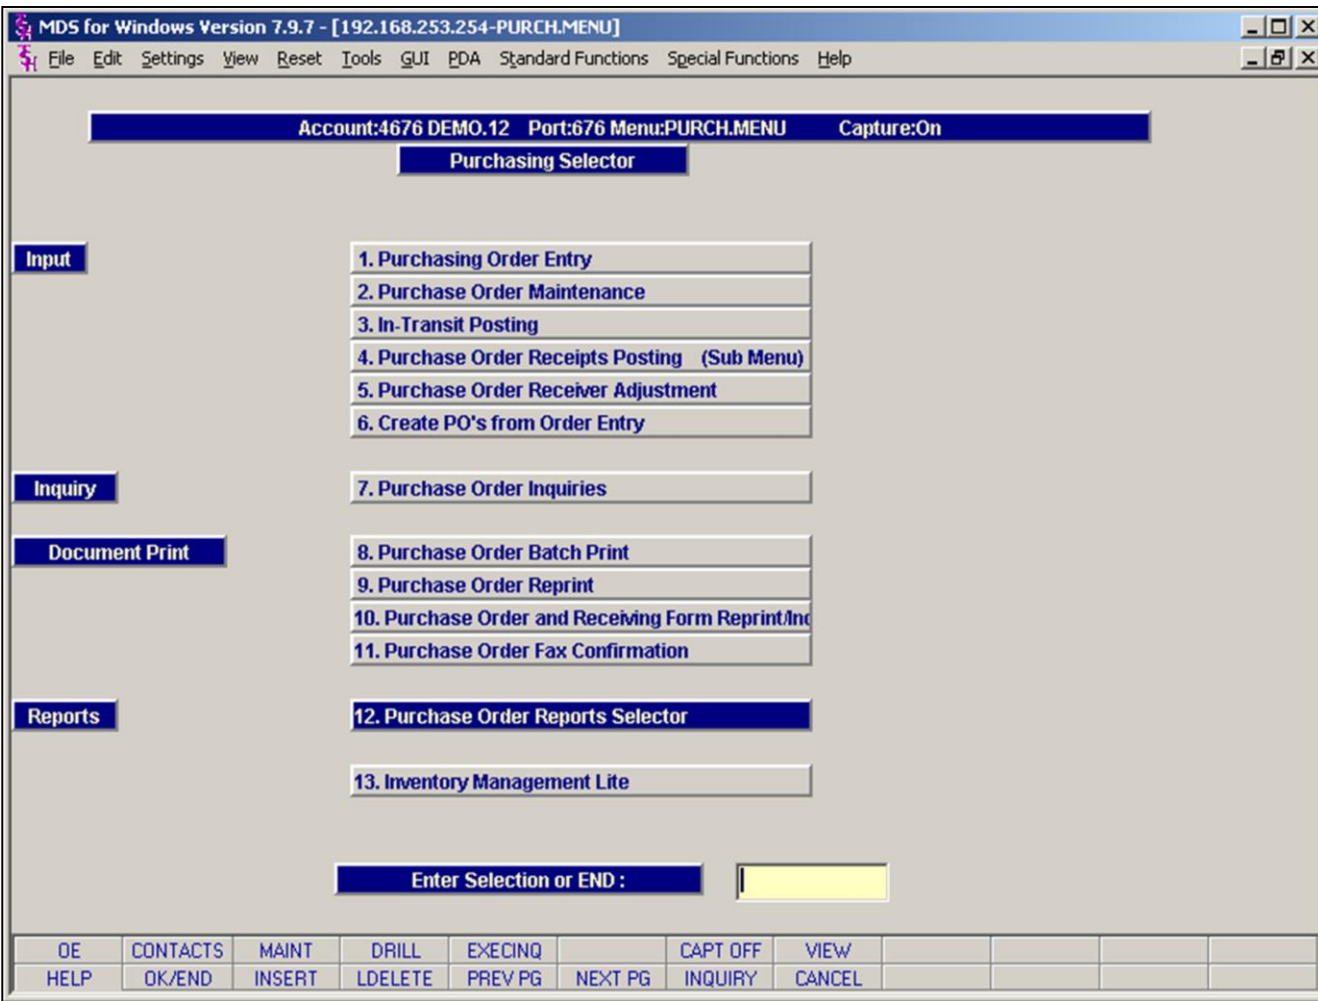 MDS for Windows Version 7.9.7 - [192.168.253.254-PURCH.MENU]
File Edit Settings View Reset Tools GUI PDA Standard Functions Special Functions Help
Account:4676 DEMO.12 Port:676 Menu:PURCH.MENU Capture:On
Purchasing Selector
Input
1. Purchasing Order Entry
2. Purchase Order Maintenance
3. In-Transit Posting
4. Purchase Order Receipts Posting (Sub Menu)
5. Purchase Order Receiver Adjustment
6. Create PO's from Order Entry
Inquiry
7. Purchase Order Inquiries
Document Print
8. Purchase Order Batch Print
9. Purchase Order Reprint
10. Purchase Order and Receiving Form Reprint/Inq
11. Purchase Order Fax Confirmation
Reports
12. Purchase Order Reports Selector
13. Inventory Management Lite
Enter Selection or END :
OE CONTACTS MAINT DRILL EXECINQ CAPT OFF VIEW
HELP OK/END INSERT LDELETE PREV PG NEXT PG INQUIRY CANCEL